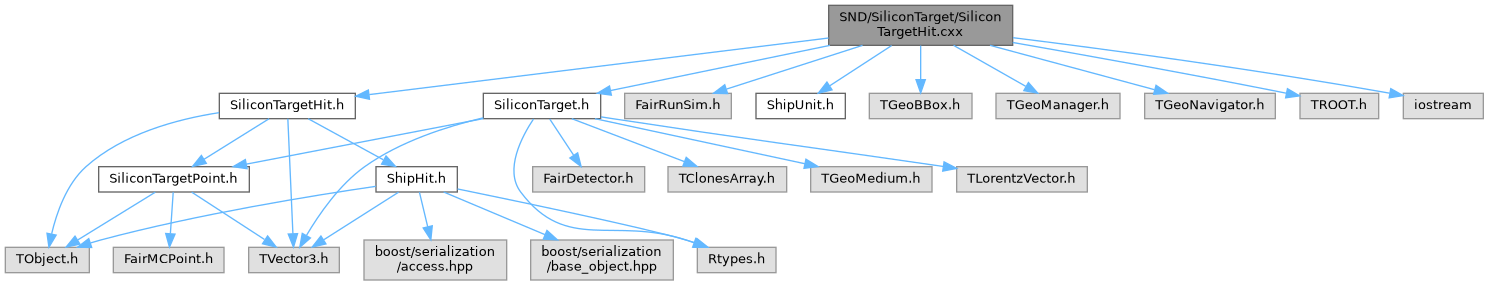 SND/SiliconTarget/Silicon
TargetHit.cxx
SiliconTargetHit.h
SiliconTarget.h
FairRunSim.h
ShipUnit.h
TGeoBBox.h
TGeoManager.h
TGeoNavigator.h
TROOT.h
iostream
SiliconTargetPoint.h
ShipHit.h
FairDetector.h
TClonesArray.h
TGeoMedium.h
TLorentzVector.h
TObject.h
FairMCPoint.h
TVector3.h
boost/serialization
/access.hpp
boost/serialization
/base_object.hpp
Rtypes.h